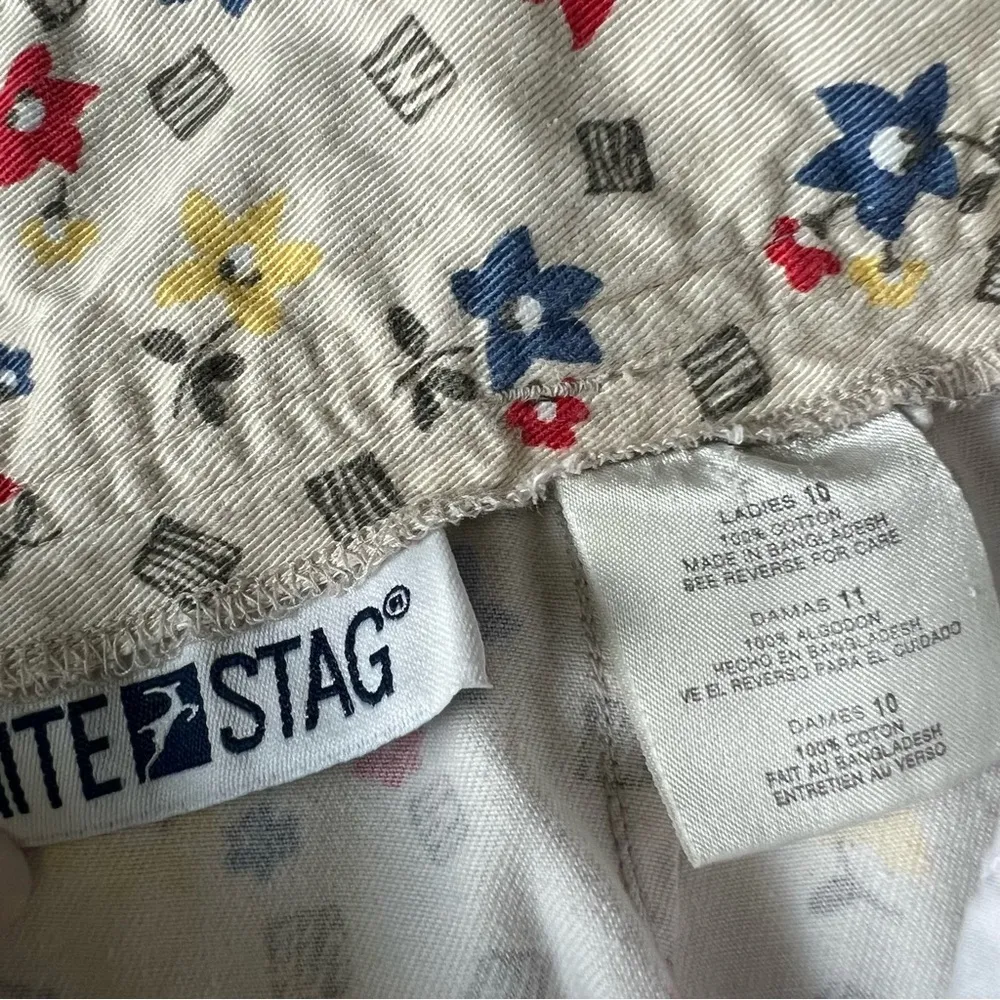 ITE STAG®
LADIES 10
100% COTTON
MADE IN BANGLADESH
SEE REVERSE FOR CARE
DAMAS 11
100% ALGODON
HECHO EN BANGLADESH
VE EL REVERSO PARA EL GUIDADO
DAMES 10
100% COTON
FAIT AU BANGLADESH
ENTRETIEN AU VERSO